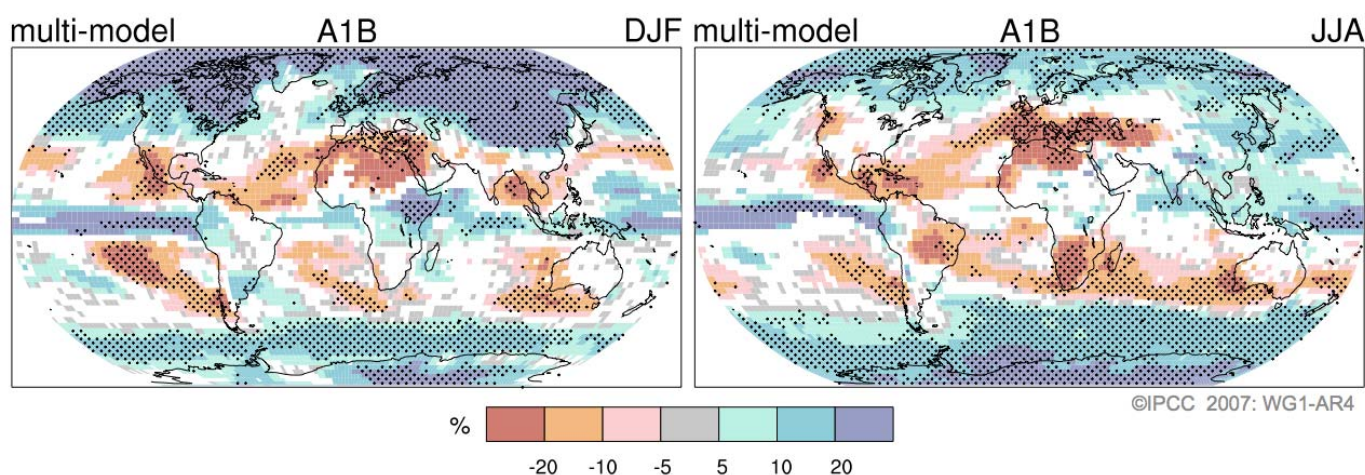 multi-model A1B DJF
multi-model A1B JJA
©IPCC 2007: WG1-AR4
%
-20 -10 -5 5 10 20